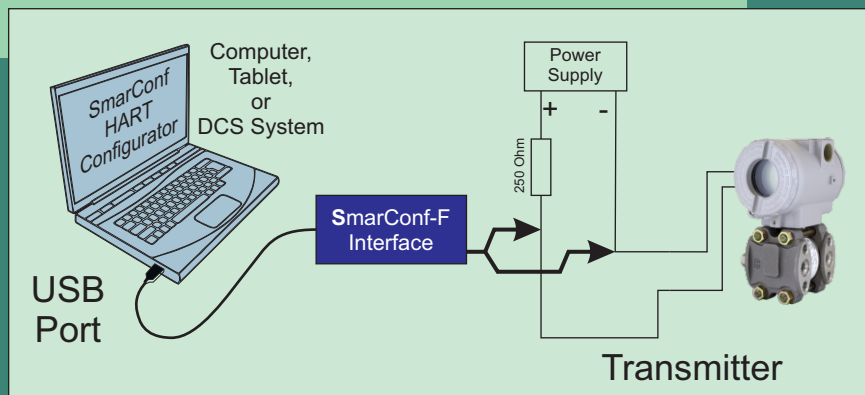 SmarConf
HART
Configurator
Computer,
Tablet,
or
DCS System
Power
Supply
+ -
250 Ohm
SmarConf-F
Interface
USB
Port
Transmitter